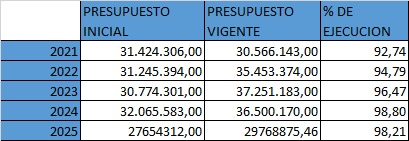 PRESUPUESTO INICIAL PRESUPUESTO VIGENTE % DE EJECUCION
2021 31.424.306,00 30.566.143,00 92,74
2022 31.245.394,00 35.453.374,00 94,79
2023 30.774.301,00 37.251.183,00 96,47
2024 32.065.583,00 36.500.170,00 98,80
2025 27654312,00 29768875,46 98,21